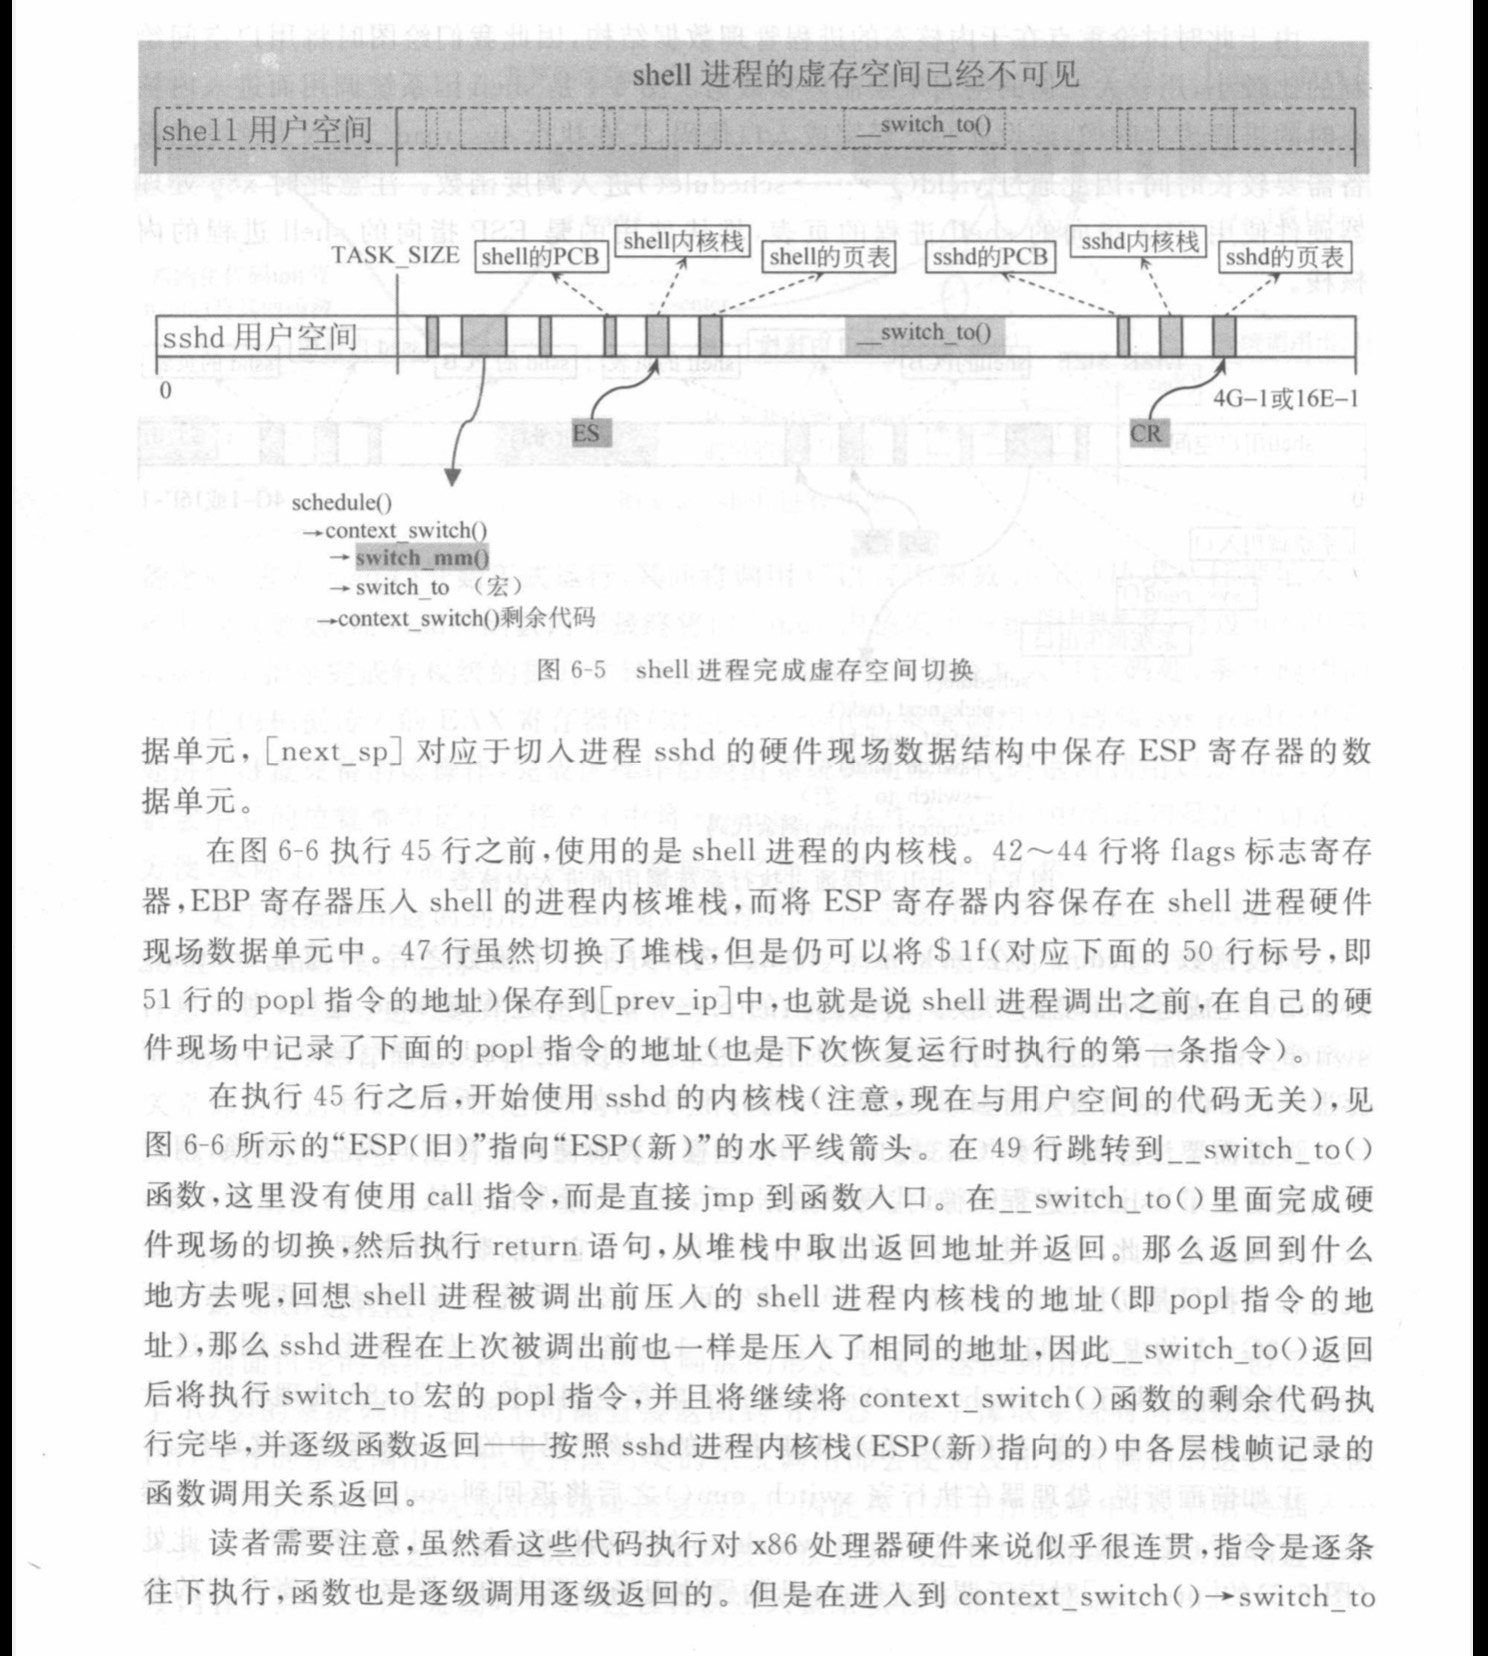 shell 进程的虚存空间已经不可见
shell 用户空间
__switch_to()
TASK_SIZE
shell的PCB
shell内核栈
shell的页表
sshd的PCB
sshd内核栈
sshd的页表
sshd 用户空间
__switch_to()
0
ES
CR
4G-1或16E-1
schedule()
→context_switch()
→ switch_mm()
→ switch_to （宏）
→context_switch()剩余代码
图 6-5 shell 进程完成虚存空间切换
据单元，[next_sp] 对应于切入进程 sshd 的硬件现场数据结构中保存 ESP 寄存器的数
据单元。
在图 6-6 执行 45 行之前，使用的是 shell 进程的内核栈。42～44 行将 flags 标志寄存
器，EBP 寄存器压入 shell 的进程内核堆栈，而将 ESP 寄存器内容保存在 shell 进程硬件
现场数据单元中。47 行虽然切换了堆栈，但是仍可以将 $1f(对应下面的 50 行标号，即
51 行的 popl 指令的地址)保存到[prev_ip]中，也就是说 shell 进程调出之前，在自己的硬
件现场中记录了下面的 popl 指令的地址(也是下次恢复运行时执行的第一条指令)。
在执行 45 行之后，开始使用 sshd 的内核栈(注意，现在与用户空间的代码无关)，见
图 6-6 所示的“ESP(旧)”指向“ESP(新)”的水平线箭头。在 49 行跳转到__switch_to()
函数，这里没有使用 call 指令，而是直接 jmp 到函数入口。在__switch_to()里面完成硬
件现场的切换，然后执行 return 语句，从堆栈中取出返回地址并返回。那么返回到什么
地方去呢，回想 shell 进程被调出前压入的 shell 进程内核栈的地址(即 popl 指令的地
址)，那么 sshd 进程在上次被调出前也一样是压入了相同的地址，因此__switch_to()返回
后将执行 switch_to 宏的 popl 指令，并且将继续将 context_switch()函数的剩余代码执
行完毕，并逐级函数返回——按照 sshd 进程内核栈(ESP(新)指向的)中各层栈帧记录的
函数调用关系返回。
读者需要注意，虽然看这些代码执行对 x86 处理器硬件来说似乎很连贯，指令是逐条
往下执行，函数也是逐级调用逐级返回的。但是在进入到 context_switch()→switch_to